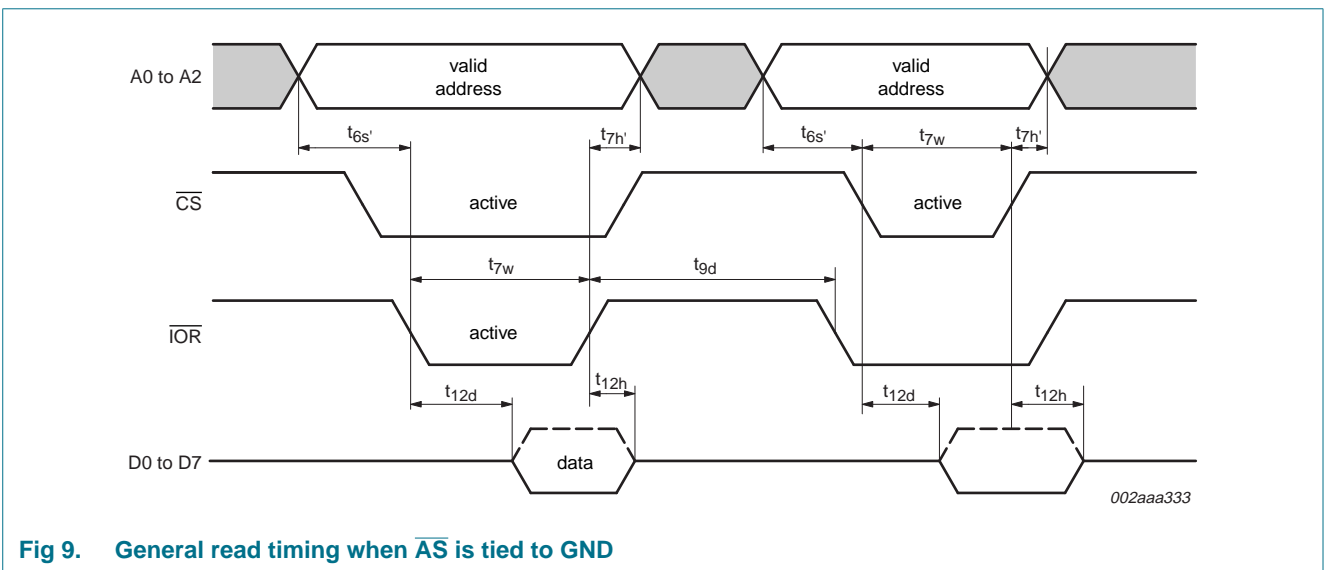 A0 to A2
valid
address
valid
address
t6s'
t7h'
t6s'
t7w
t7h'
CS
active
active
t7w
t9d
IOR
active
t12d
t12h
t12d
t12h
D0 to D7
data
002aaa333
Fig 9. General read timing when AS is tied to GND